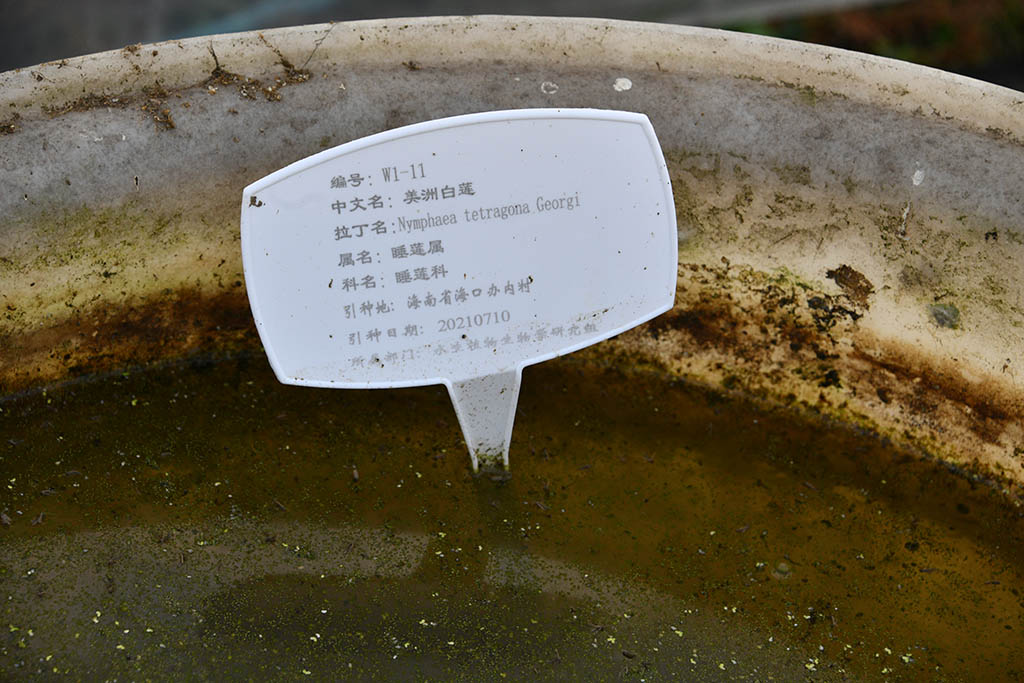 编号: W1-11
中文名: 美洲白莲
拉丁名:Nymphaea tetragona Georgi
属名: 睡莲属
科名: 睡莲科
引种地: 海南省海口办内村
引种日期: 20210710
所 部门: 水生植物生物学研究组